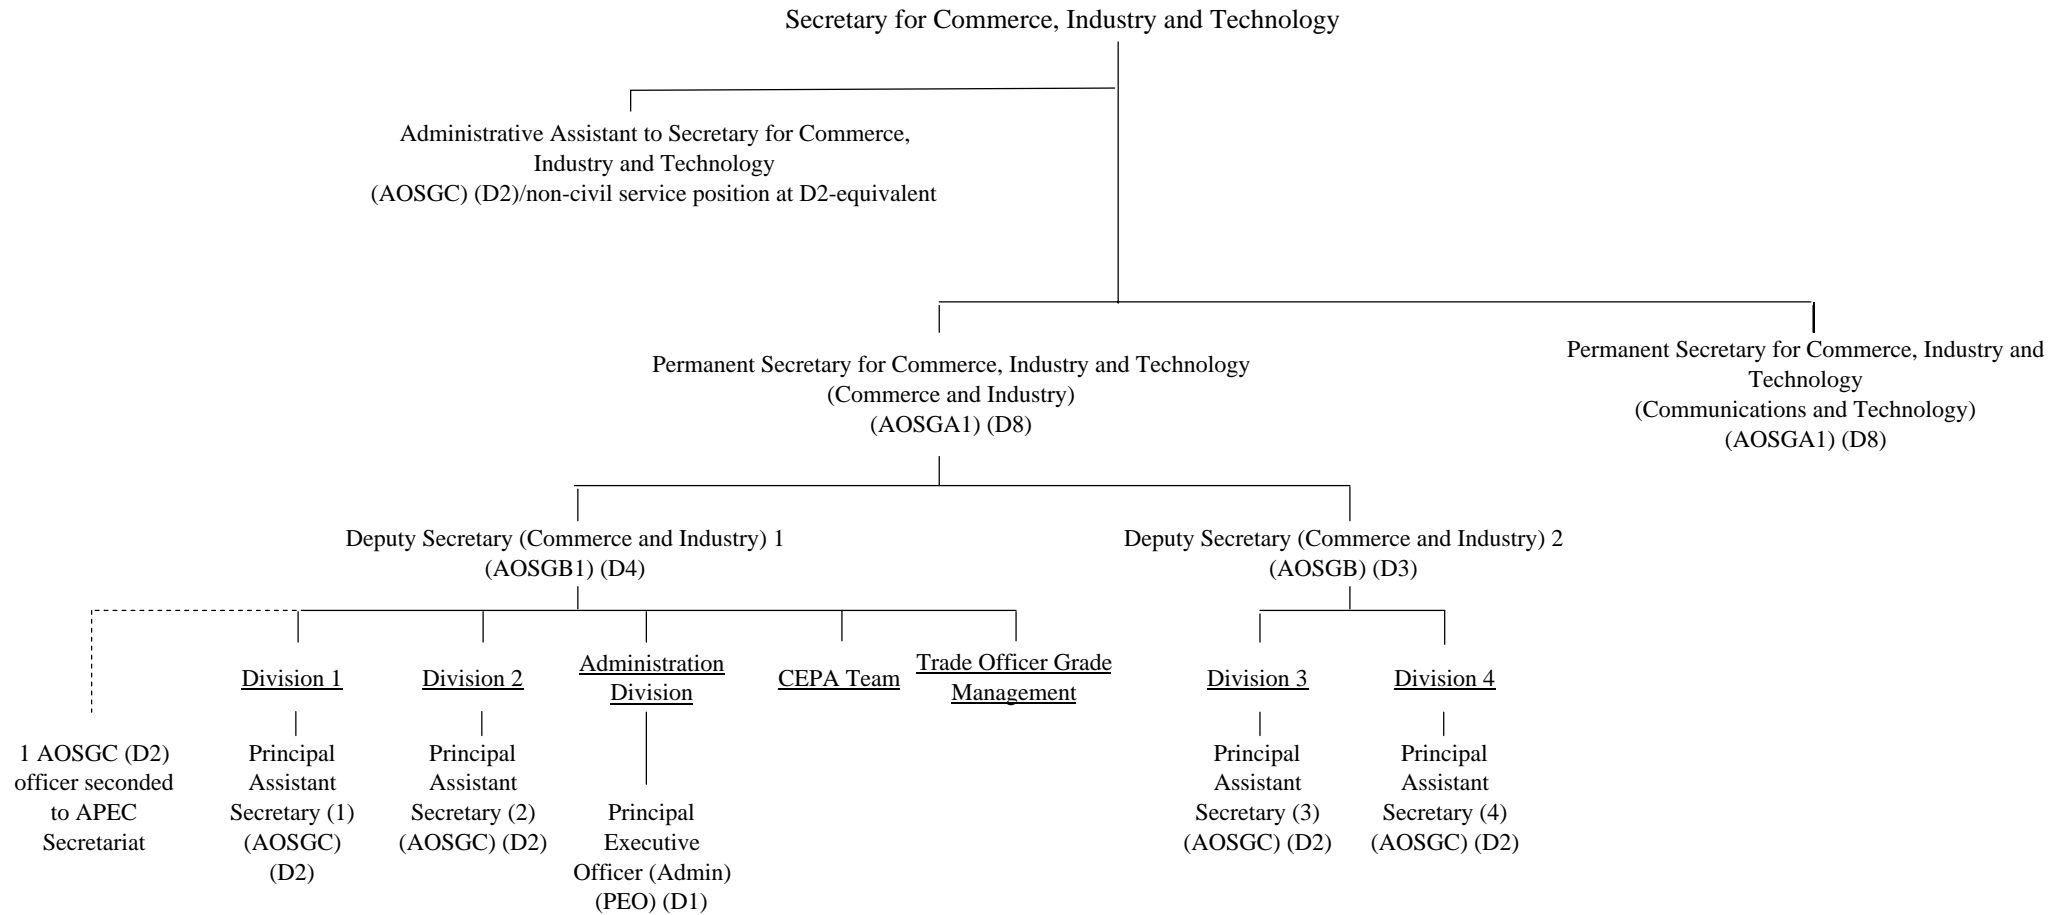 Secretary for Commerce, Industry and Technology
Administrative Assistant to Secretary for Commerce,
Industry and Technology
(AOSGC) (D2)/non-civil service position at D2-equivalent
Permanent Secretary for Commerce, Industry and Technology
(Commerce and Industry)
(AOSGA1) (D8)
Permanent Secretary for Commerce, Industry and
Technology
(Communications and Technology)
(AOSGA1) (D8)
Deputy Secretary (Commerce and Industry) 1
(AOSGB1) (D4)
Deputy Secretary (Commerce and Industry) 2
(AOSGB) (D3)
1 AOSGC (D2)
officer seconded
to APEC
Secretariat
Division 1
Principal
Assistant
Secretary (1)
(AOSGC)
(D2)
Division 2
Principal
Assistant
Secretary (2)
(AOSGC) (D2)
Administration
Division
Principal
Executive
Officer (Admin)
(PEO) (D1)
CEPA Team
Trade Officer Grade
Management
Division 3
Principal
Assistant
Secretary (3)
(AOSGC) (D2)
Division 4
Principal
Assistant
Secretary (4)
(AOSGC) (D2)